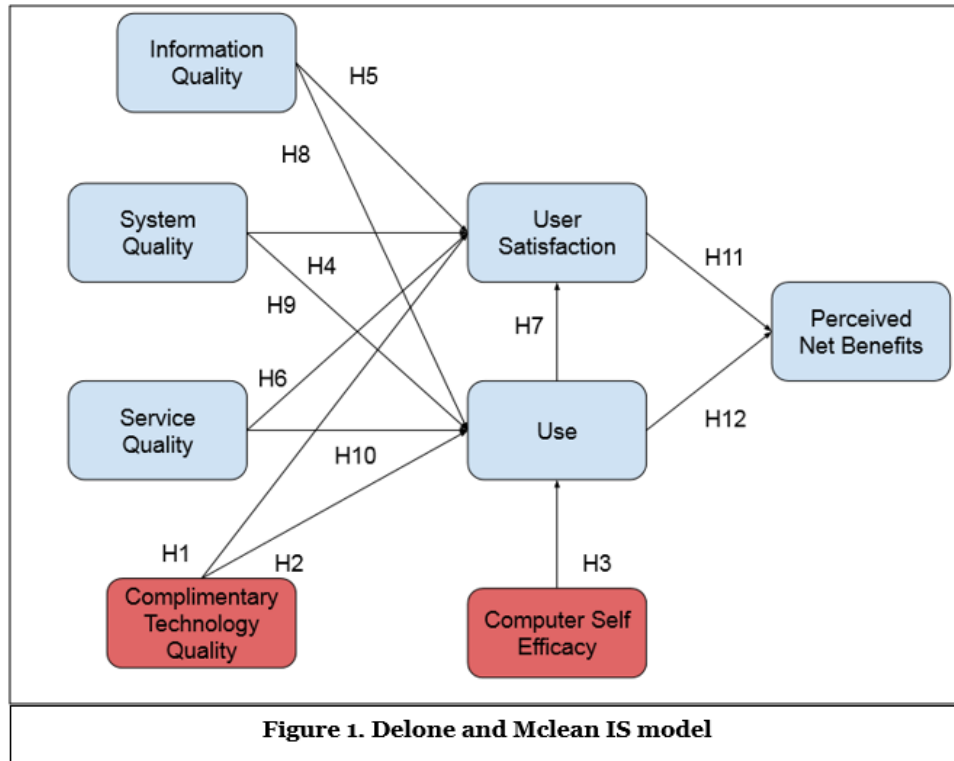 Information
Quality
H5
H8
System
Quality
User
Satisfaction
H4
H9
H11
H7
Perceived
Net Benefits
H6
Service
Quality
Use
H10
H12
H1
H2
H3
Complimentary
Technology
Quality
Computer Self
Efficacy
Figure 1. Delone and Mclean IS model